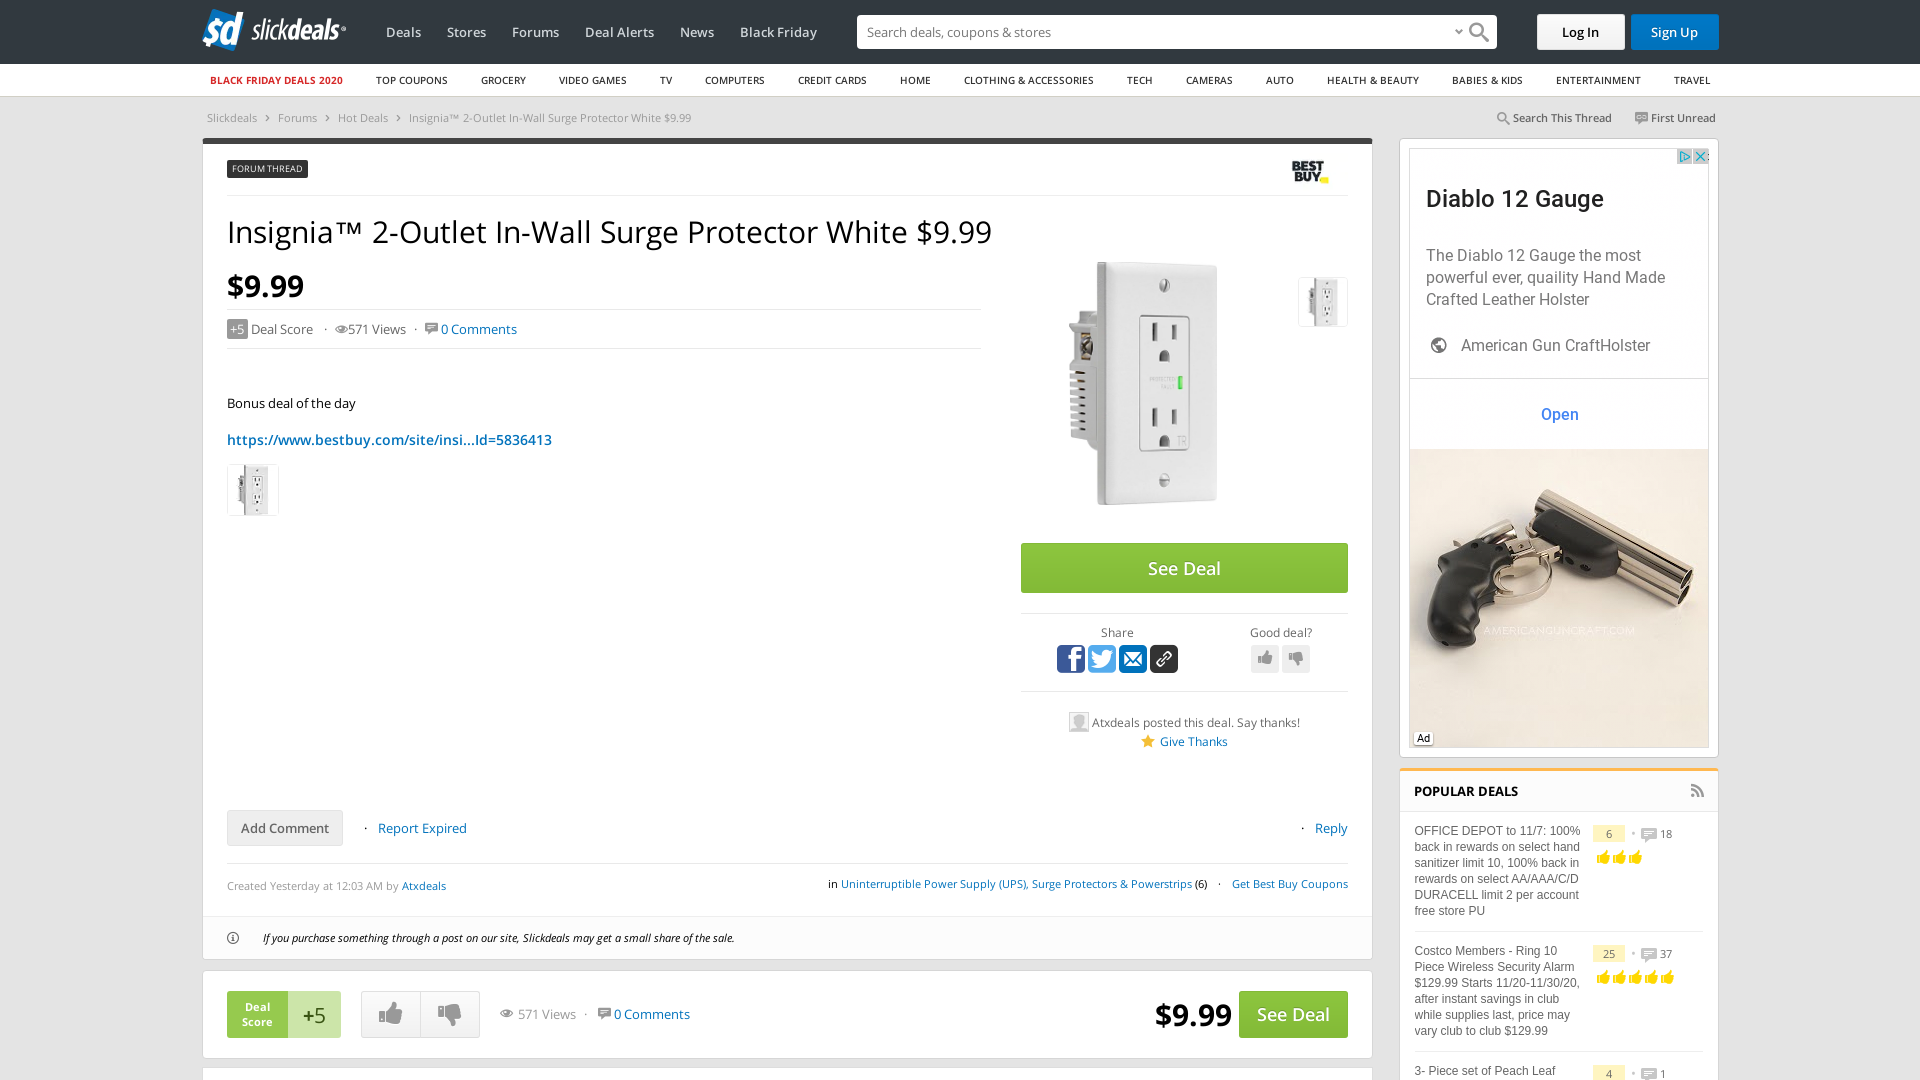 sd slickdeals
Deals Stores Forums Deal Alerts News Black Friday
Search deals, coupons & stores
Log In
Sign Up
BLACK FRIDAY DEALS 2020 TOP COUPONS GROCERY VIDEO GAMES TV COMPUTERS CREDIT CARDS HOME CLOTHING & ACCESSORIES TECH CAMERAS AUTO HEALTH & BEAUTY BABIES & KIDS ENTERTAINMENT TRAVEL
Slickdeals › Forums › Hot Deals › Insignia™ 2-Outlet In-Wall Surge Protector White $9.99
Search This Thread
First Unread
FORUM THREAD
BEST BUY
Insignia™ 2-Outlet In-Wall Surge Protector White $9.99
$9.99
+5 Deal Score · 571 Views · 0 Comments
Bonus deal of the day
https://www.bestbuy.com/site/insi...Id=5836413
See Deal
Share
Good deal?
Atxdeals posted this deal. Say thanks!
Give Thanks
Add Comment · Report Expired
· Reply
Created Yesterday at 12:03 AM by Atxdeals
in Uninterruptible Power Supply (UPS), Surge Protectors & Powerstrips (6) · Get Best Buy Coupons
If you purchase something through a post on our site, Slickdeals may get a small share of the sale.
Deal Score
+5
571 Views · 0 Comments
$9.99
See Deal
Diablo 12 Gauge
The Diablo 12 Gauge the most
powerful ever, quaility Hand Made
Crafted Leather Holster
American Gun CraftHolster
Open
AMERICANGUNCRAFT.COM
Ad
POPULAR DEALS
OFFICE DEPOT to 11/7: 100%
back in rewards on select hand
sanitizer limit 10, 100% back in
rewards on select AA/AAA/C/D
DURACELL limit 2 per account
free store PU
6 · 18
Costco Members - Ring 10
Piece Wireless Security Alarm
$129.99 Starts 11/20-11/30/20,
after instant savings in club
while supplies last, price may
vary club to club $129.99
25 · 37
3- Piece set of Peach Leaf
4 · 1